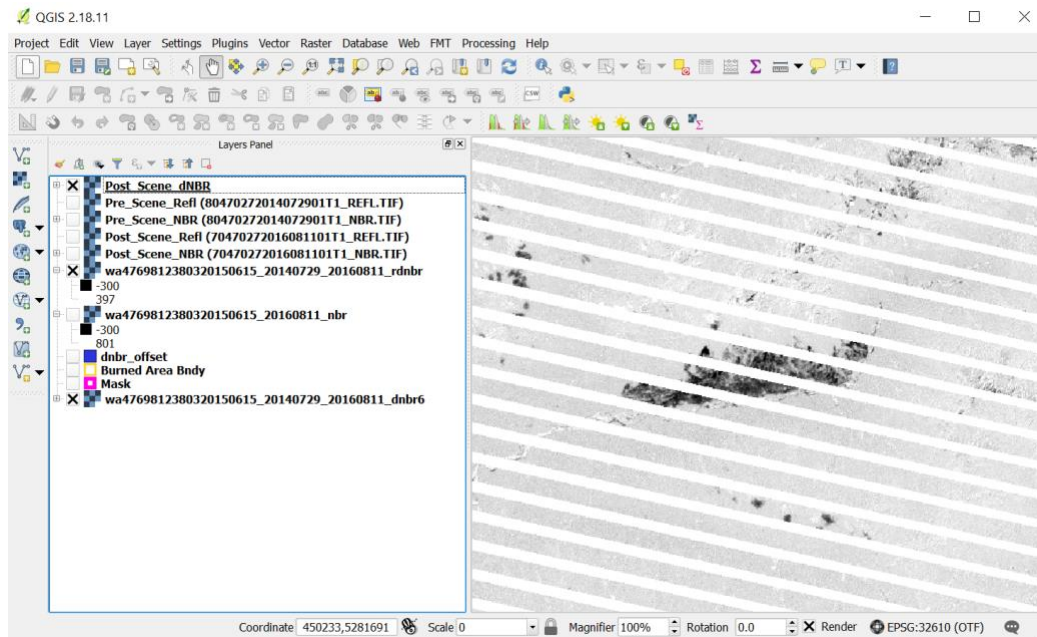 QGIS 2.18.11
Project Edit View Layer Settings Plugins Vector Raster Database Web FMT Processing Help
Layers Panel
Post_Scene_dNBR
Pre_Scene_Refl (80470272014072901T1_REFL.TIF)
Pre_Scene_NBR (80470272014072901T1_NBR.TIF)
Post_Scene_Refl (70470272016081101T1_REFL.TIF)
Post_Scene_NBR (70470272016081101T1_NBR.TIF)
wa4769812380320150615_20140729_20160811_rdnbr
-300
397
wa4769812380320150615_20160811_nbr
-300
801
dnbr_offset
Burned Area Bndy
Mask
wa4769812380320150615_20140729_20160811_dnbr6
Coordinate 450233,5281691 Scale 0 Magnifier 100% Rotation 0.0 Render EPSG:32610 (OTF)